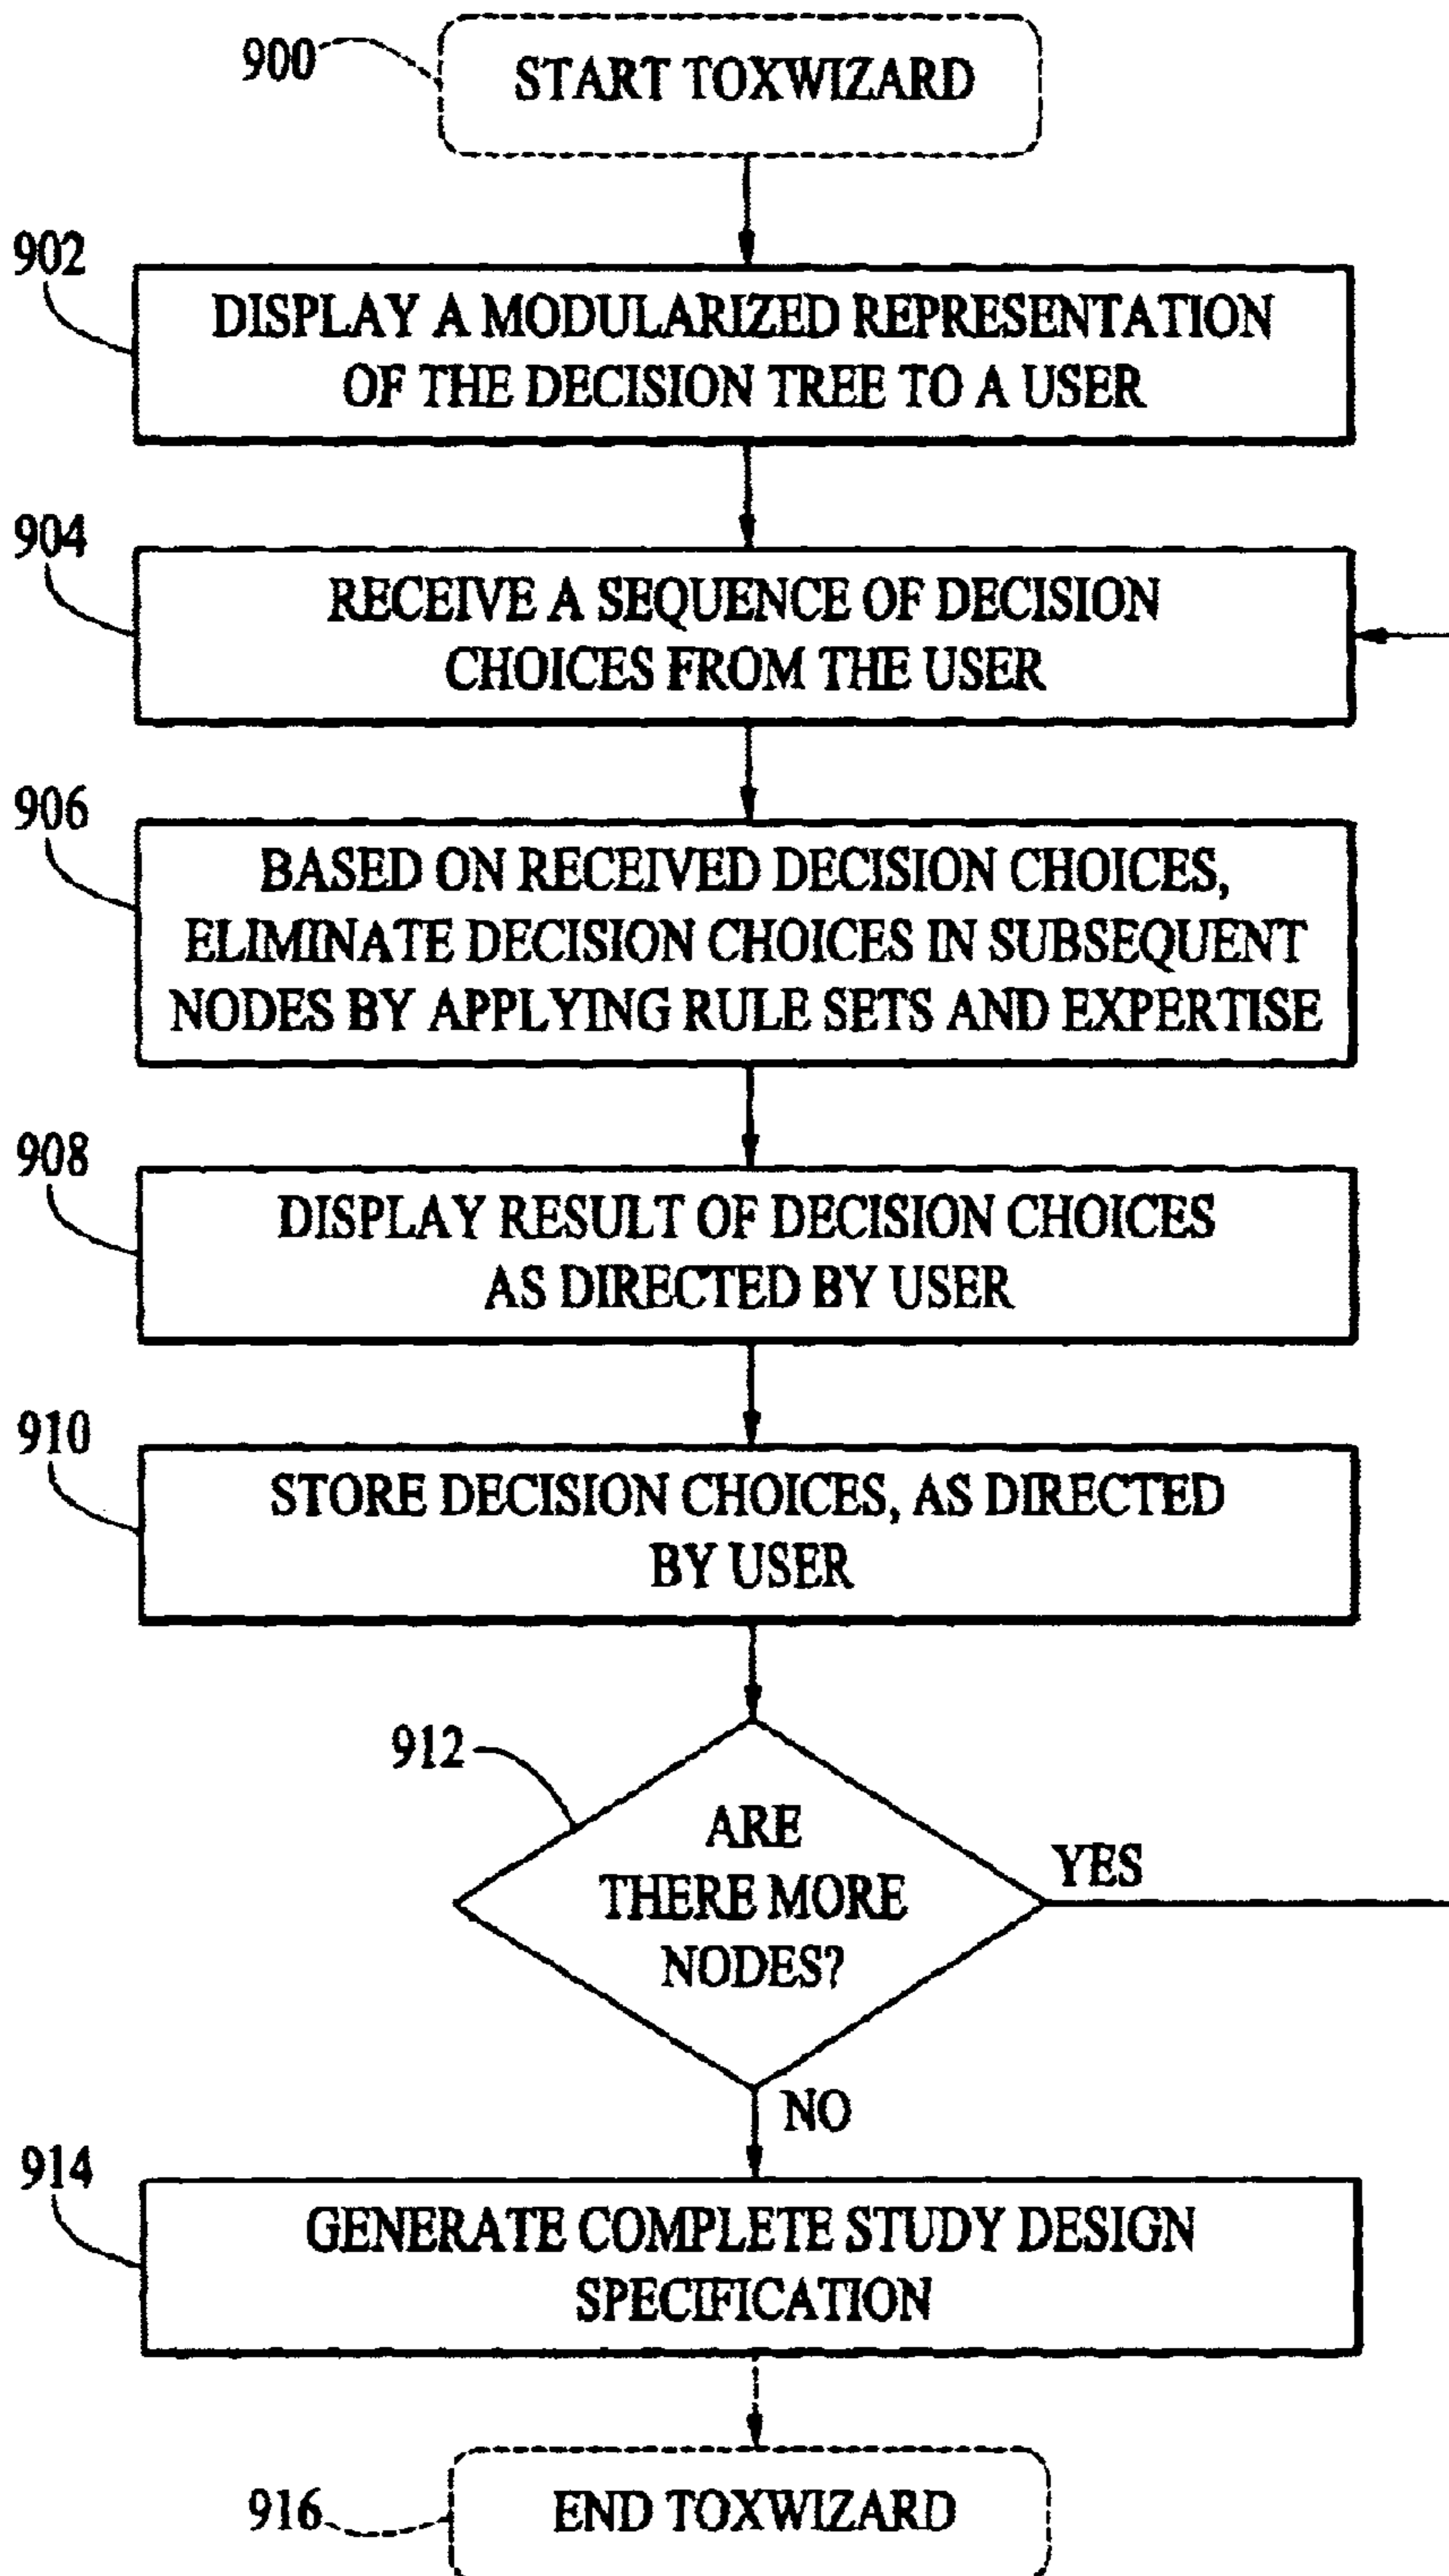 900
START TOXWIZARD
902
DISPLAY A MODULARIZED REPRESENTATION
OF THE DECISION TREE TO A USER
904
RECEIVE A SEQUENCE OF DECISION
CHOICES FROM THE USER
906
BASED ON RECEIVED DECISION CHOICES,
ELIMINATE DECISION CHOICES IN SUBSEQUENT
NODES BY APPLYING RULE SETS AND EXPERTISE
908
DISPLAY RESULT OF DECISION CHOICES
AS DIRECTED BY USER
910
STORE DECISION CHOICES, AS DIRECTED
BY USER
912
ARE
THERE MORE
NODES?
YES
NO
914
GENERATE COMPLETE STUDY DESIGN
SPECIFICATION
916
END TOXWIZARD